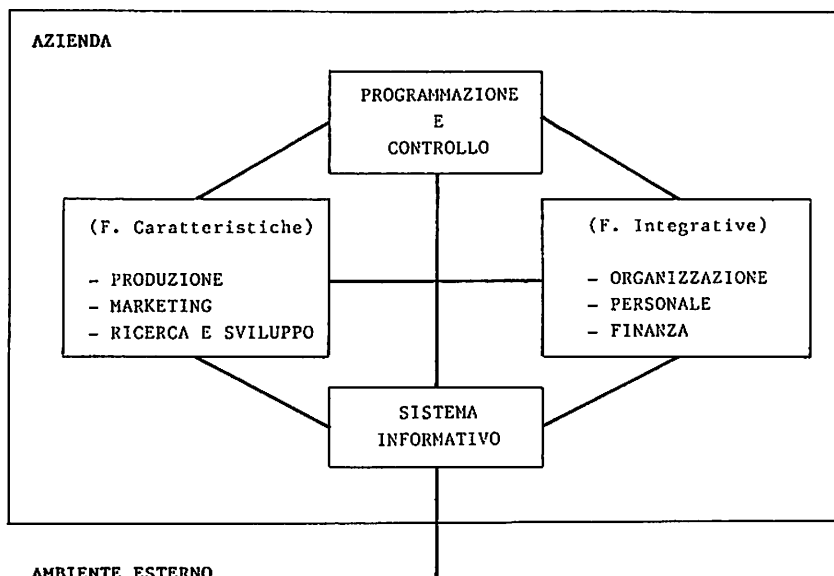 AZIENDA
PROGRAMMAZIONE
E
CONTROLLO
(F. Caratteristiche)
- PRODUZIONE
- MARKETING
- RICERCA E SVILUPPO
(F. Integrative)
- ORGANIZZAZIONE
- PERSONALE
- FINANZA
SISTEMA
INFORMATIVO
AMBIENTE ESTERNO